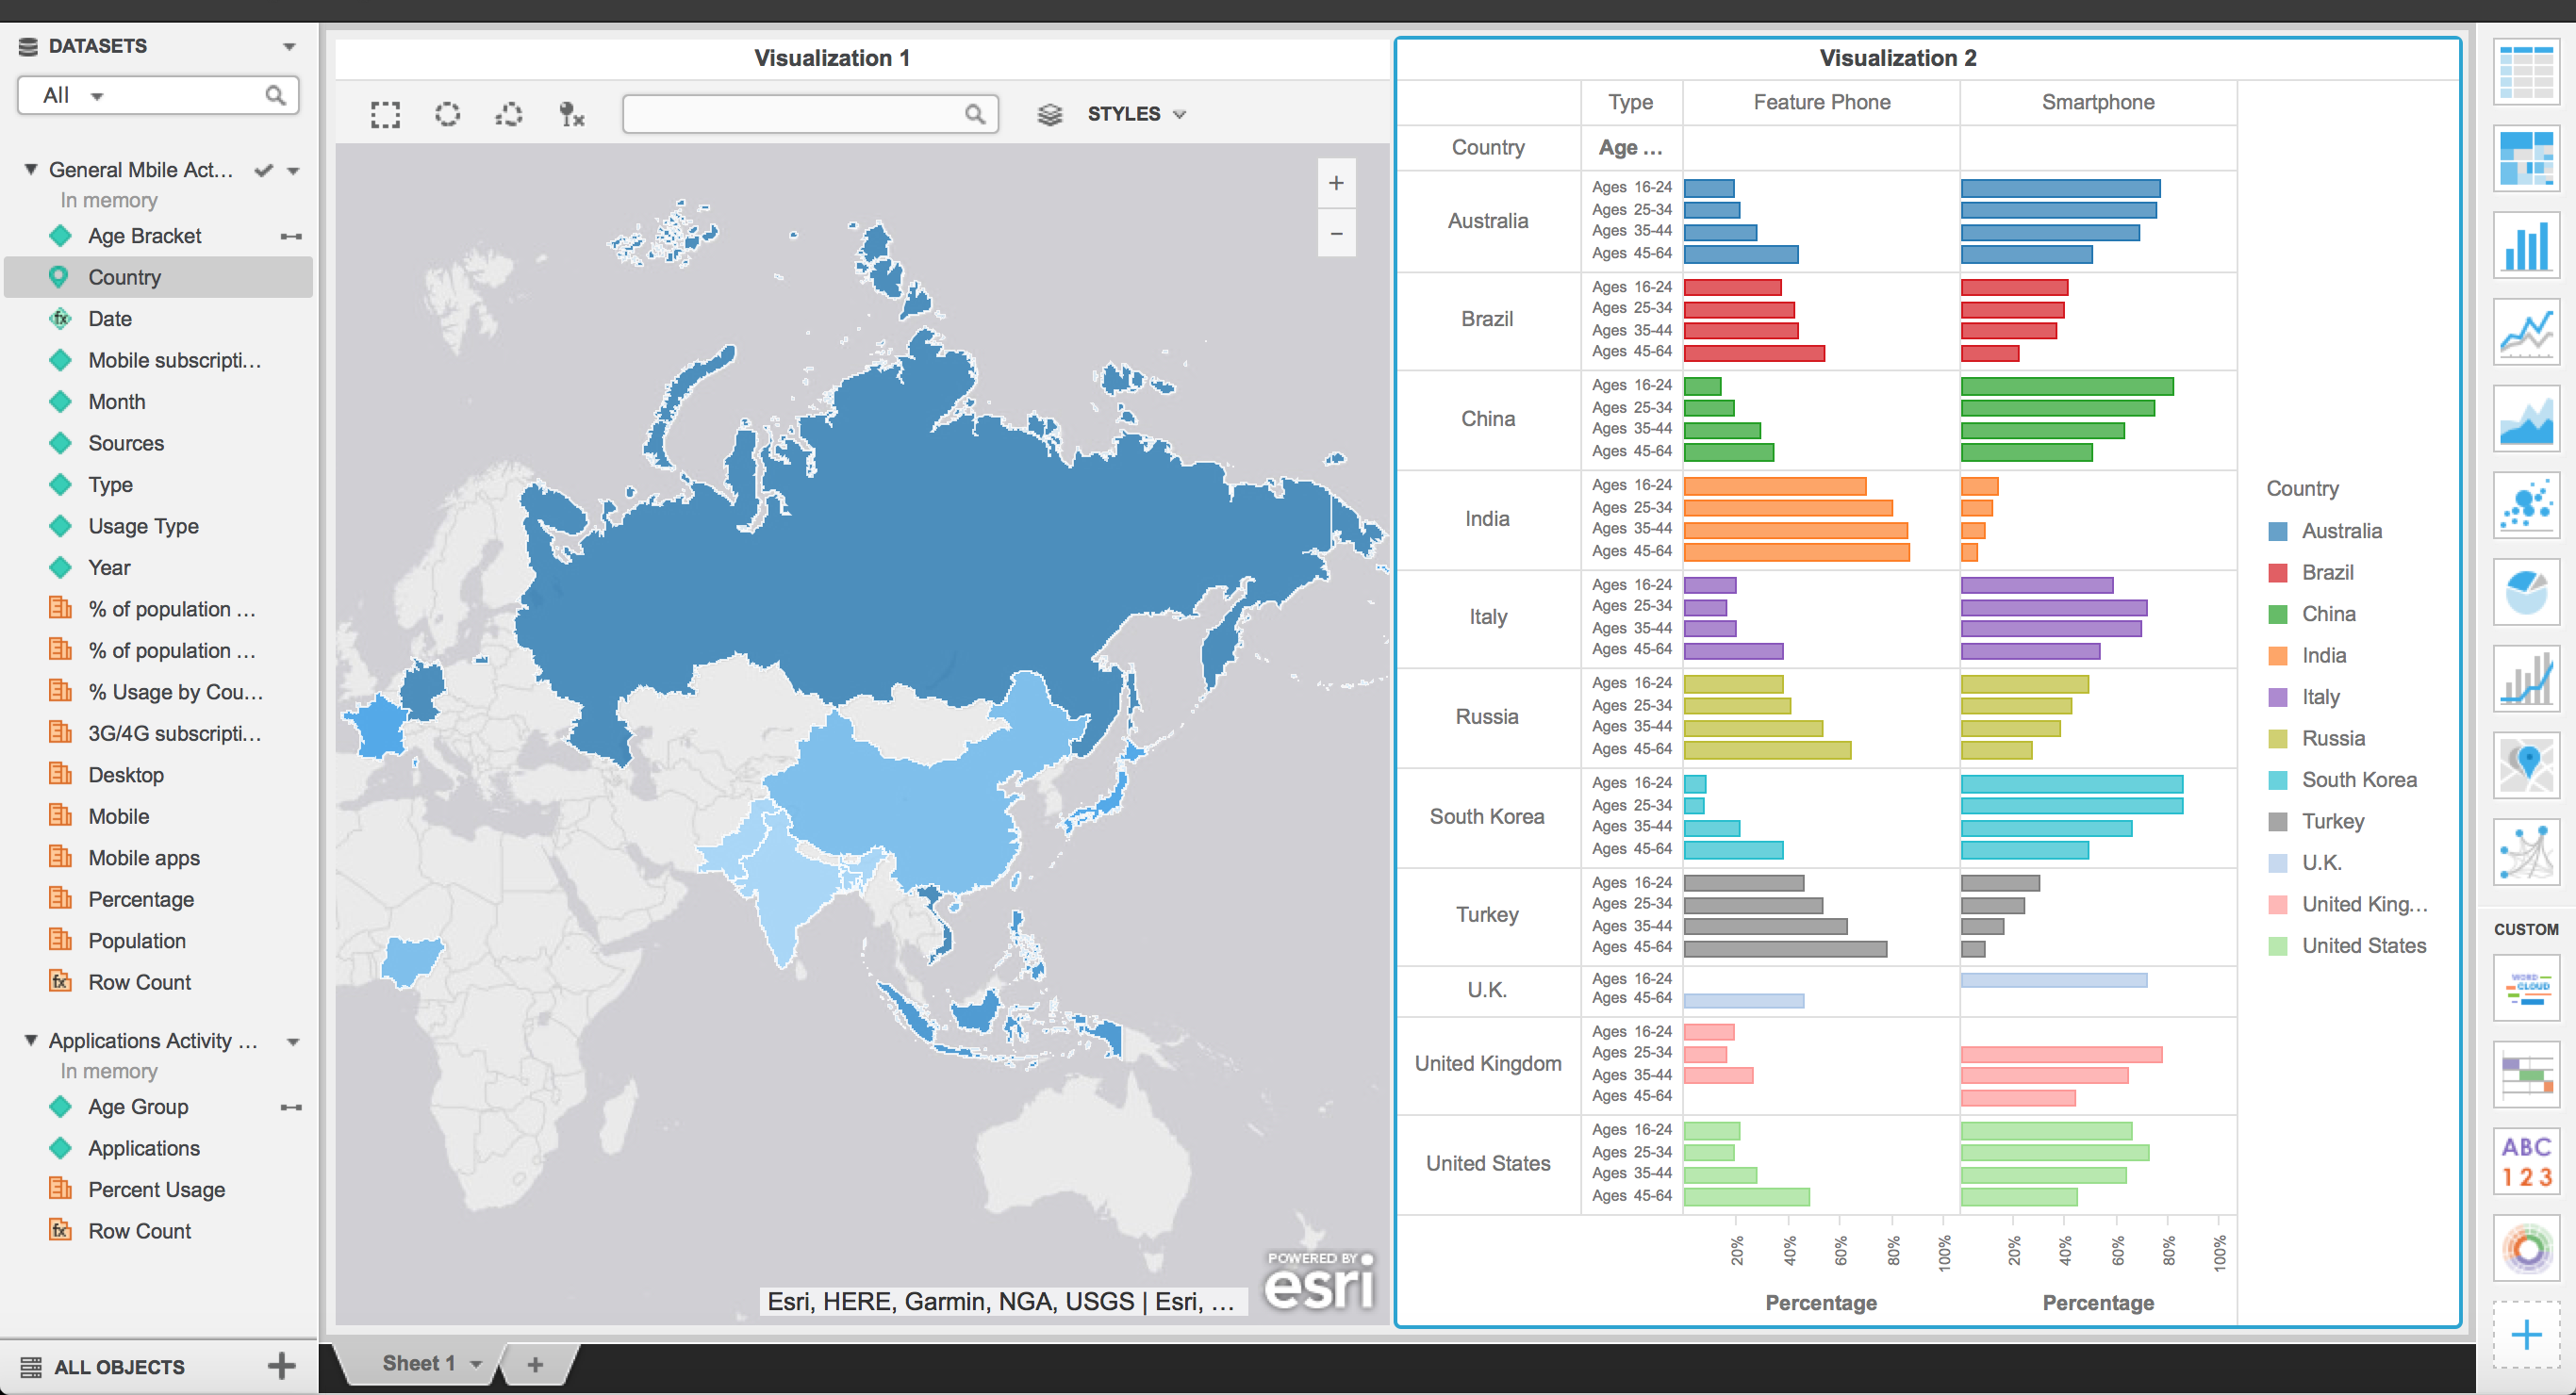 DATASETS
All
General Mbile Act...
In memory
Age Bracket
Country
Date
Mobile subscripti...
Month
Sources
Type
Usage Type
Year
% of population ...
% of population ...
% Usage by Cou...
3G/4G subscripti...
Desktop
Mobile
Mobile apps
Percentage
Population
Row Count
Applications Activity ...
In memory
Age Group
Applications
Percent Usage
Row Count
ALL OBJECTS
Visualization 1
STYLES
+
−
POWERED BY
esri
Esri, HERE, Garmin, NGA, USGS | Esri, ...
Sheet 1
+
Visualization 2
Type Feature Phone Smartphone
Country Age ...
Australia
Ages 16-24
Ages 25-34
Ages 35-44
Ages 45-64
Brazil
Ages 16-24
Ages 25-34
Ages 35-44
Ages 45-64
China
Ages 16-24
Ages 25-34
Ages 35-44
Ages 45-64
India
Ages 16-24
Ages 25-34
Ages 35-44
Ages 45-64
Italy
Ages 16-24
Ages 25-34
Ages 35-44
Ages 45-64
Russia
Ages 16-24
Ages 25-34
Ages 35-44
Ages 45-64
South Korea
Ages 16-24
Ages 25-34
Ages 35-44
Ages 45-64
Turkey
Ages 16-24
Ages 25-34
Ages 35-44
Ages 45-64
U.K.
Ages 16-24
Ages 45-64
United Kingdom
Ages 16-24
Ages 25-34
Ages 35-44
Ages 45-64
United States
Ages 16-24
Ages 25-34
Ages 35-44
Ages 45-64
20% 40% 60% 80% 100% 20% 40% 60% 80% 100%
Percentage Percentage
Country
Australia
Brazil
China
India
Italy
Russia
South Korea
Turkey
U.K.
United King...
United States
CUSTOM
WORD
CLOUD
ABC
123